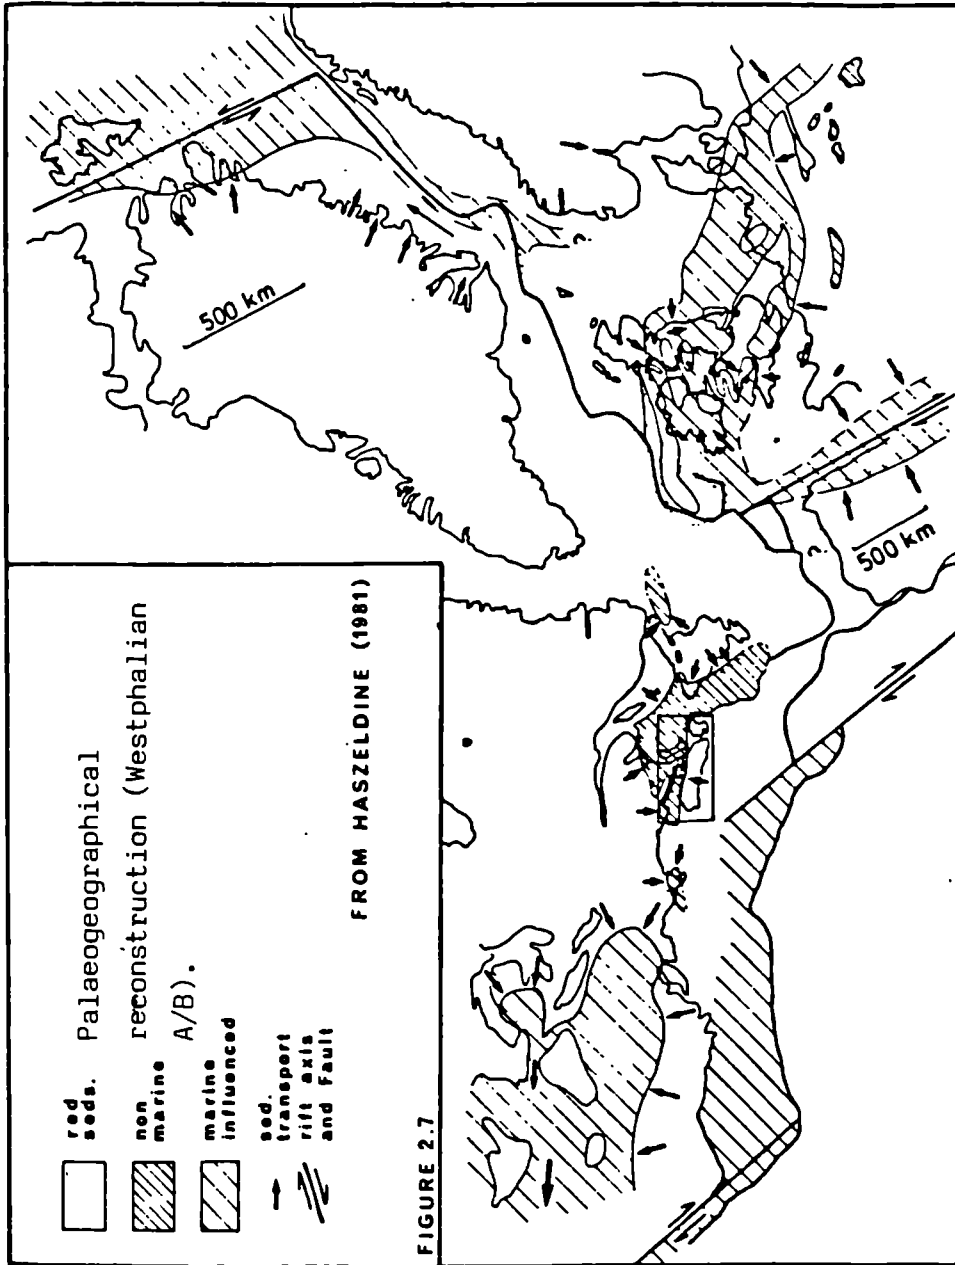 red
seds.
non
marine
marine
influenced
sed.
transport
rift axis
and Fault
Palaeogeographical
reconstruction (Westphalian
A/B).
FROM HASZELDINE (1981)
FIGURE 2.7
500 km
500 km